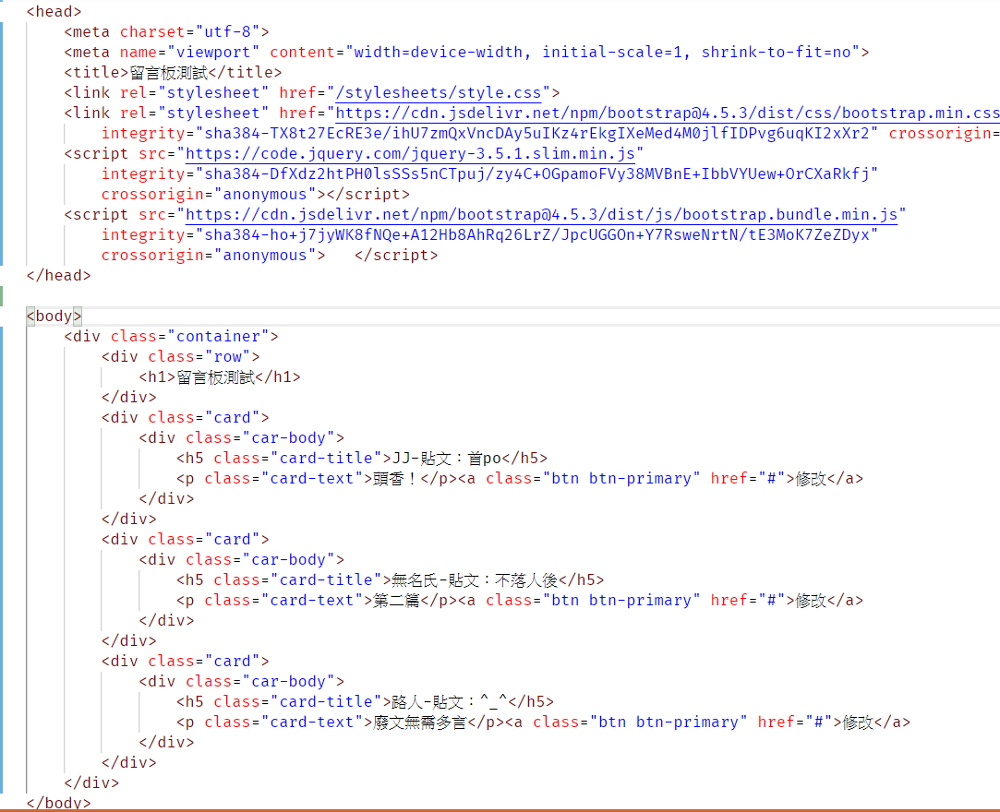 <head>
<meta charset="utf-8">
<meta name="viewport" content="width=device-width, initial-scale=1, shrink-to-fit=no">
<title>留言板測試</title>
<link rel="stylesheet" href="/stylesheets/style.css">
<link rel="stylesheet" href="https://cdn.jsdelivr.net/npm/bootstrap@4.5.3/dist/css/bootstrap.min.css
integrity="sha384-TX8t27EcRE3e/ihU7zmQxVncDAy5uIKz4rEkgIXeMed4M0jlfIDPvg6uqKI2xXr2" crossorigin=
<script src="https://code.jquery.com/jquery-3.5.1.slim.min.js"
integrity="sha384-DfXdz2htPH0lsSSs5nCTpuj/zy4C+OGpamoFVy38MVBnE+IbbVYUew+OrCXaRkfj"
crossorigin="anonymous"></script>
<script src="https://cdn.jsdelivr.net/npm/bootstrap@4.5.3/dist/js/bootstrap.bundle.min.js"
integrity="sha384-ho+j7jyWK8fNQe+A12Hb8AhRq26LrZ/JpcUGGOn+Y7RsweNrtN/tE3MoK7ZeZDyx"
crossorigin="anonymous">   </script>
</head>
<body>
<div class="container">
<div class="row">
<h1>留言板測試</h1>
</div>
<div class="card">
<div class="car-body">
<h5 class="card-title">JJ-貼文：首po</h5>
<p class="card-text">頭香！</p><a class="btn btn-primary" href="#">修改</a>
</div>
</div>
<div class="card">
<div class="car-body">
<h5 class="card-title">無名氏-貼文：不落人後</h5>
<p class="card-text">第二篇</p><a class="btn btn-primary" href="#">修改</a>
</div>
</div>
<div class="card">
<div class="car-body">
<h5 class="card-title">路人-貼文：^_^</h5>
<p class="card-text">廢文無需多言</p><a class="btn btn-primary" href="#">修改</a>
</div>
</div>
</div>
</body>